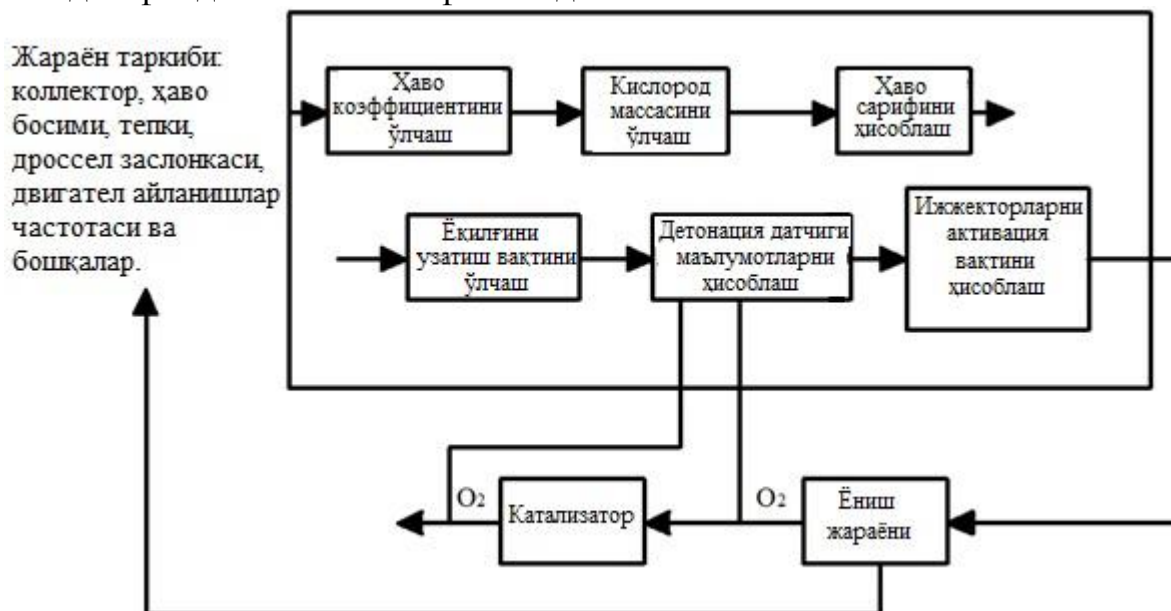 Жараён таркиби:
коллектор, ҳаво
босими, тепки,
дроссел заслонкаси,
двигател айланишлар
частотаси ва
бошқалар.
Ҳаво
коэффициентини
ўлчаш
Кислород
массасини
ўлчаш
Ҳаво
сарифини
ҳисоблаш
Ёқилғини
узатиш вақтини
ўлчаш
Детонация датчиги
маълумотларни
ҳисоблаш
Ижжекторларни
активация
вақтини
ҳисоблаш
O₂
Катализатор
O₂
Ёниш
жараёни